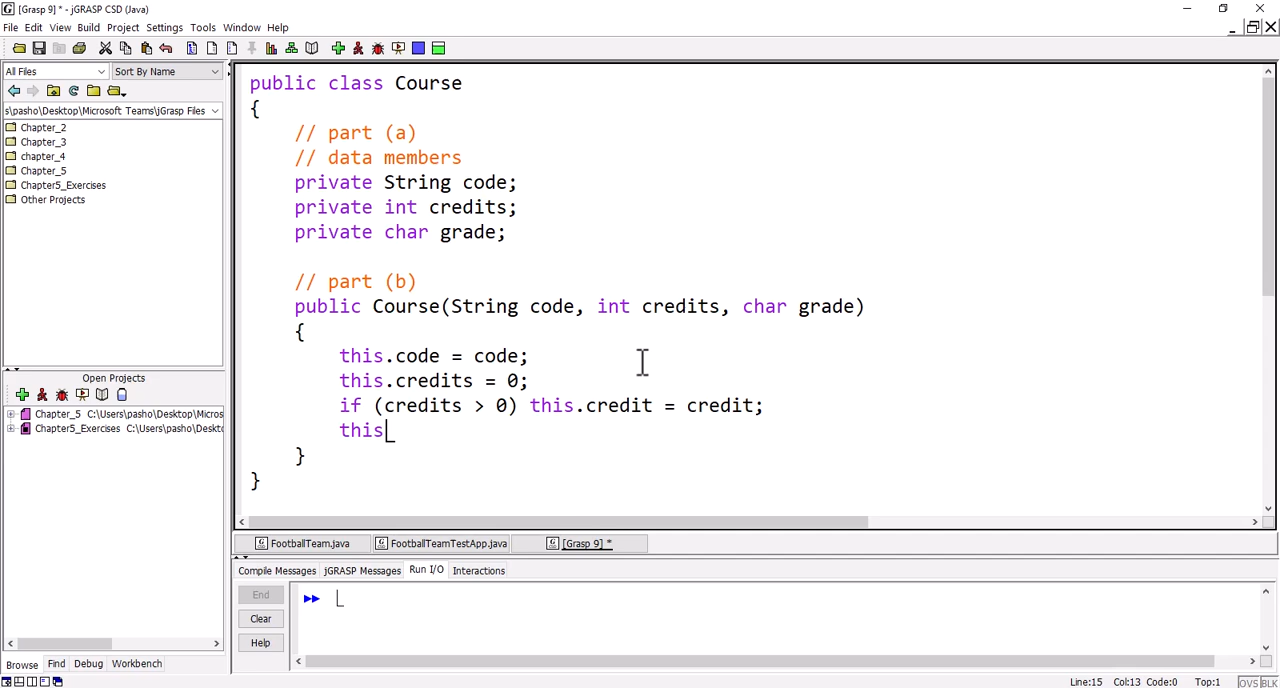 [Grasp 9] * - jGRASP CSD (Java)
File Edit View Build Project Settings Tools Window Help
All Files Sort By Name
s\pasho\Desktop\Microsoft Teams\jGrasp Files
Chapter_2
Chapter_3
chapter_4
Chapter_5
Chapter5_Exercises
Other Projects
Open Projects
Chapter_5 C:\Users\pasho\Desktop\Micros
Chapter5_Exercises C:\Users\pasho\Deskto
Browse Find Debug Workbench
public class Course
{
// part (a)
// data members
private String code;
private int credits;
private char grade;
// part (b)
public Course(String code, int credits, char grade)
{
this.code = code;
this.credits = 0;
if (credits > 0) this.credit = credit;
this
}
}
FootballTeam.java FootballTeamTestApp.java [Grasp 9] *
Compile Messages jGRASP Messages Run I/O Interactions
End
Clear
Help
Line:15 Col:13 Code:0 Top:1 OVS BLK